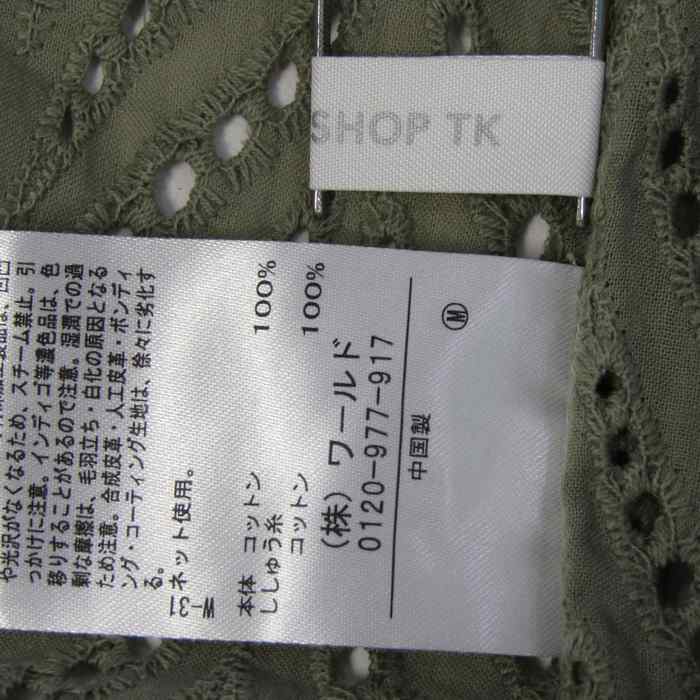 SHOP TK
や光沢がなくなるため、スチーム禁止。引
っかけに注意。インディゴ等濃色品は、色
移りすることがあるので注意。湿潤での過
剰な摩擦は、毛羽立ち・白化の原因となる
ため注意。合成皮革・人工皮革・ボンディ
ング・コーティング生地は、徐々に劣化す
る。
ネット使用。
本体 コットン 100%
ししゅう糸
コットン 100%
(株)ワールド
0120-977-917
中国製
Ⓜ